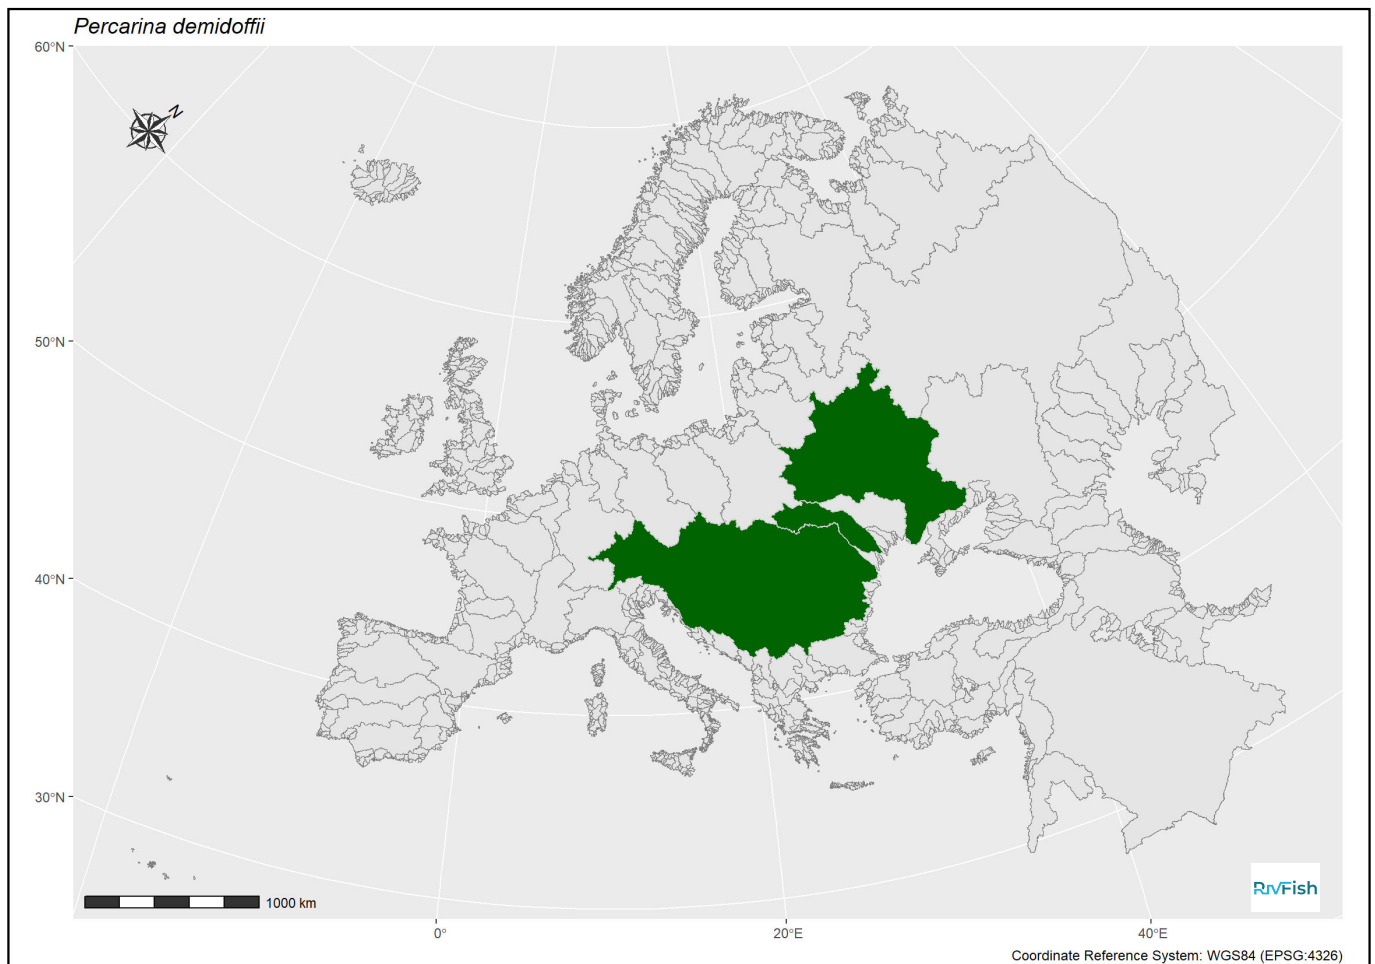 Percarina demidoffii
60°N
N
50°N
40°N
30°N
1000 km
RIVFish
0°
20°E
40°E
Coordinate Reference System: WGS84 (EPSG:4326)